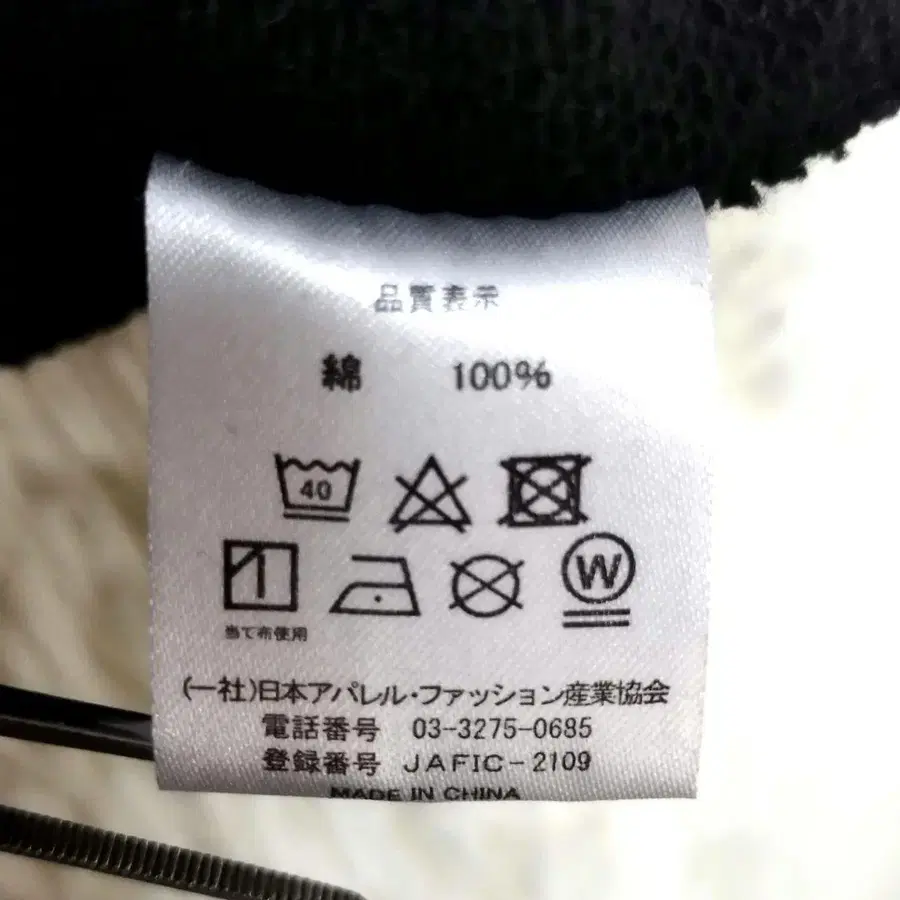 品質表示
綿 100%
40
W
当て布使用
(一社)日本アパレル・ファッション産業協会
電話番号 03-3275-0685
登録番号 JAFIC-2109
MADE IN CHINA